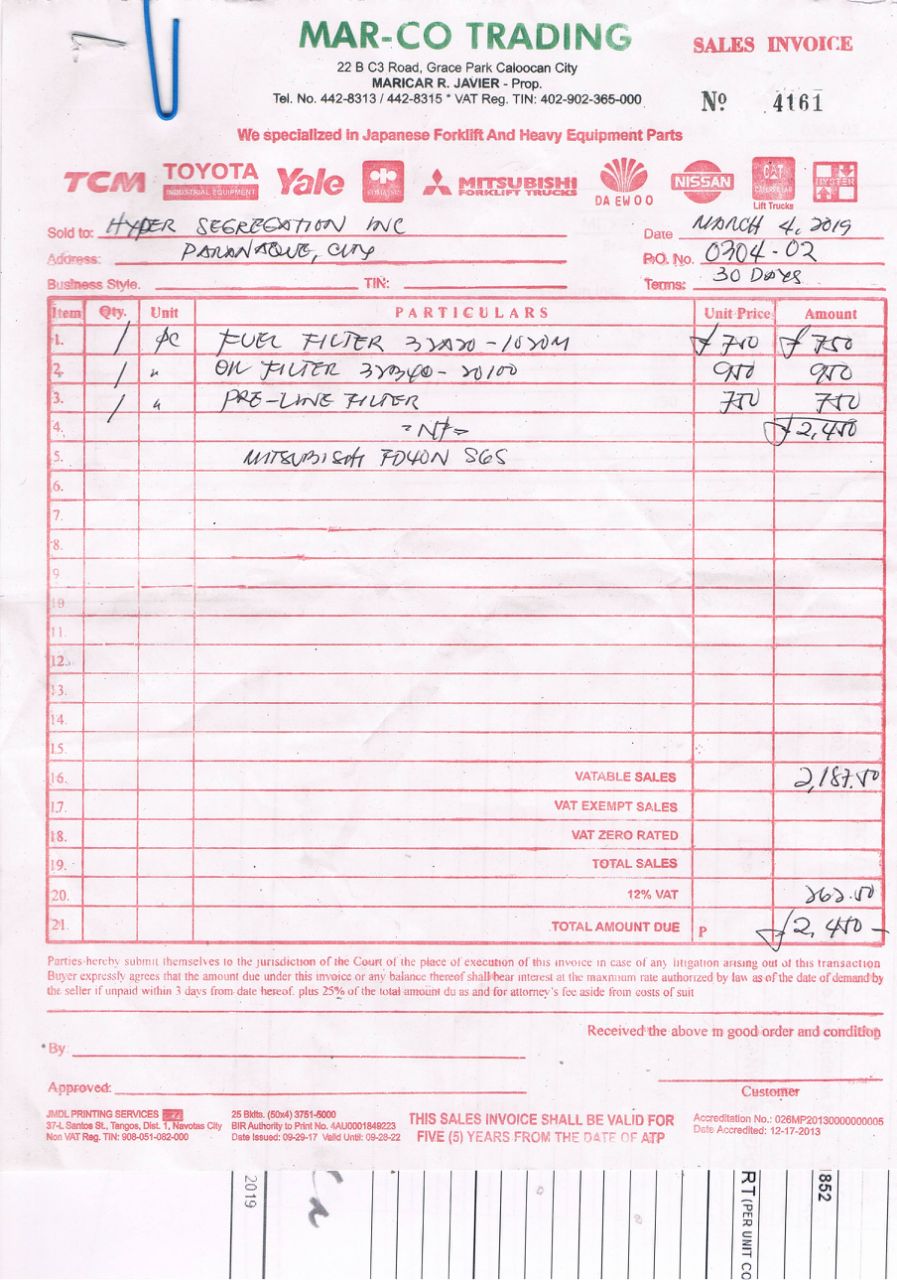 MAR-CO TRADING
SALES INVOICE
22 B C3 Road, Grace Park Caloocan City
MARICAR R. JAVIER - Prop.
Tel. No. 442-8313 / 442-8315 * VAT Reg. TIN: 402-902-365-000
Nº 4161
We specialized in Japanese Forklift And Heavy Equipment Parts
TCM TOYOTA INDUSTRIAL EQUIPMENT Yale KOMATSU MITSUBISHI FORKLIFT TRUCKS DAEWOO NISSAN CAT CATERPILLAR Lift Trucks HYSTER
Sold to: HYPER SEGREGATION INC Date MARCH 4, 2019
Address: PARANAQUE, CITY P.O. No. 0304-02
Business Style. TIN: Terms: 30 DAYS
Item Qty. Unit PARTICULARS Unit Price Amount
1. 1 pc FUEL FILTER 32A20-1020M 750 750
2. 1 " OIL FILTER 32B40-20100 950 950
3. 1 " PRE-LINE FILTER 750 750
4. 2,450
5. MITSUBISHI FD40N S6S
6.
7.
8.
9
10
11.
12.
13.
14.
15.
16. VATABLE SALES 2,187.50
17. VAT EXEMPT SALES
18. VAT ZERO RATED
19. TOTAL SALES
20. 12% VAT 262.50
21. TOTAL AMOUNT DUE P 2,450-
Parties hereby submit themselves to the jurisdiction of the Court of the place of execution of this invoice in case of any litigation arising out of this transaction
Buyer expressly agrees that the amount due under this invoice or any balance thereof shall bear interest at the maximum rate authorized by law as of the date of demand by
the seller if unpaid within 3 days from date hereof. plus 25% of the total amount du as and for attorney's fee aside from costs of suit
Received the above in good order and condition
By:
Approved:
Customer
JMDL PRINTING SERVICES
37-L Santos St., Tangos, Dist. 1, Navotas City
Non VAT Reg. TIN: 908-051-082-000
25 Bklts. (50x4) 3751-5000
BIR Authority to Print No. 4AU0001849223
Date Issued: 09-29-17 Valid Until: 09-28-22
THIS SALES INVOICE SHALL BE VALID FOR
FIVE (5) YEARS FROM THE DATE OF ATP
Accreditation No.: 026MP20130000000005
Date Accredited: 12-17-2013
2019
RT (PER UNIT CO
1852